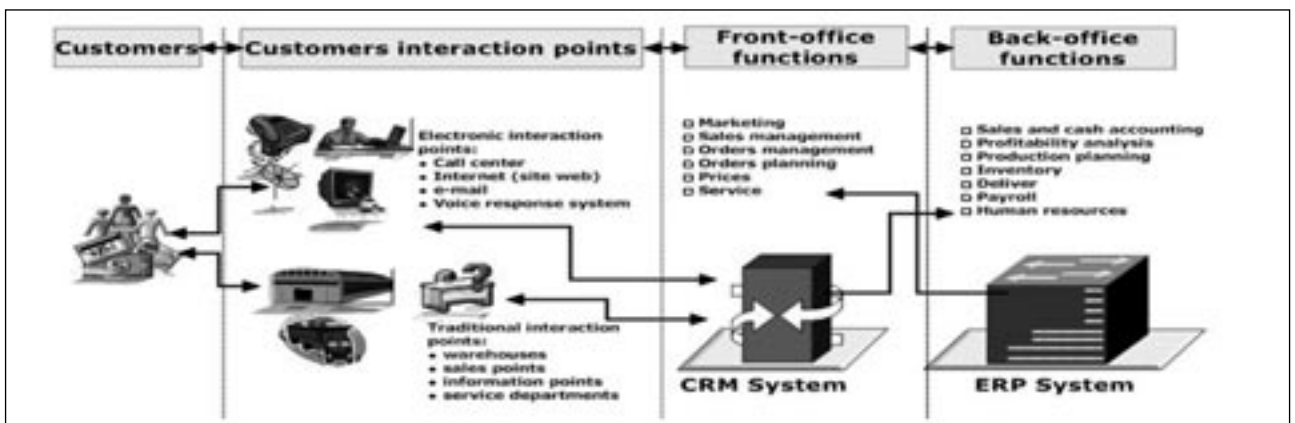 Customers
Customers interaction points
Front-office
functions
Back-office
functions
Electronic interaction
points:
• Call center
• Internet (site web)
• e-mail
• Voice response system
Traditional interaction
points:
• warehouses
• sales points
• information points
• service departments
□ Marketing
□ Sales management
□ Orders management
□ Orders planning
□ Prices
□ Service
CRM System
□ Sales and cash accounting
□ Profitability analysis
□ Production planning
□ Inventory
□ Deliver
□ Payroll
□ Human resources
ERP System